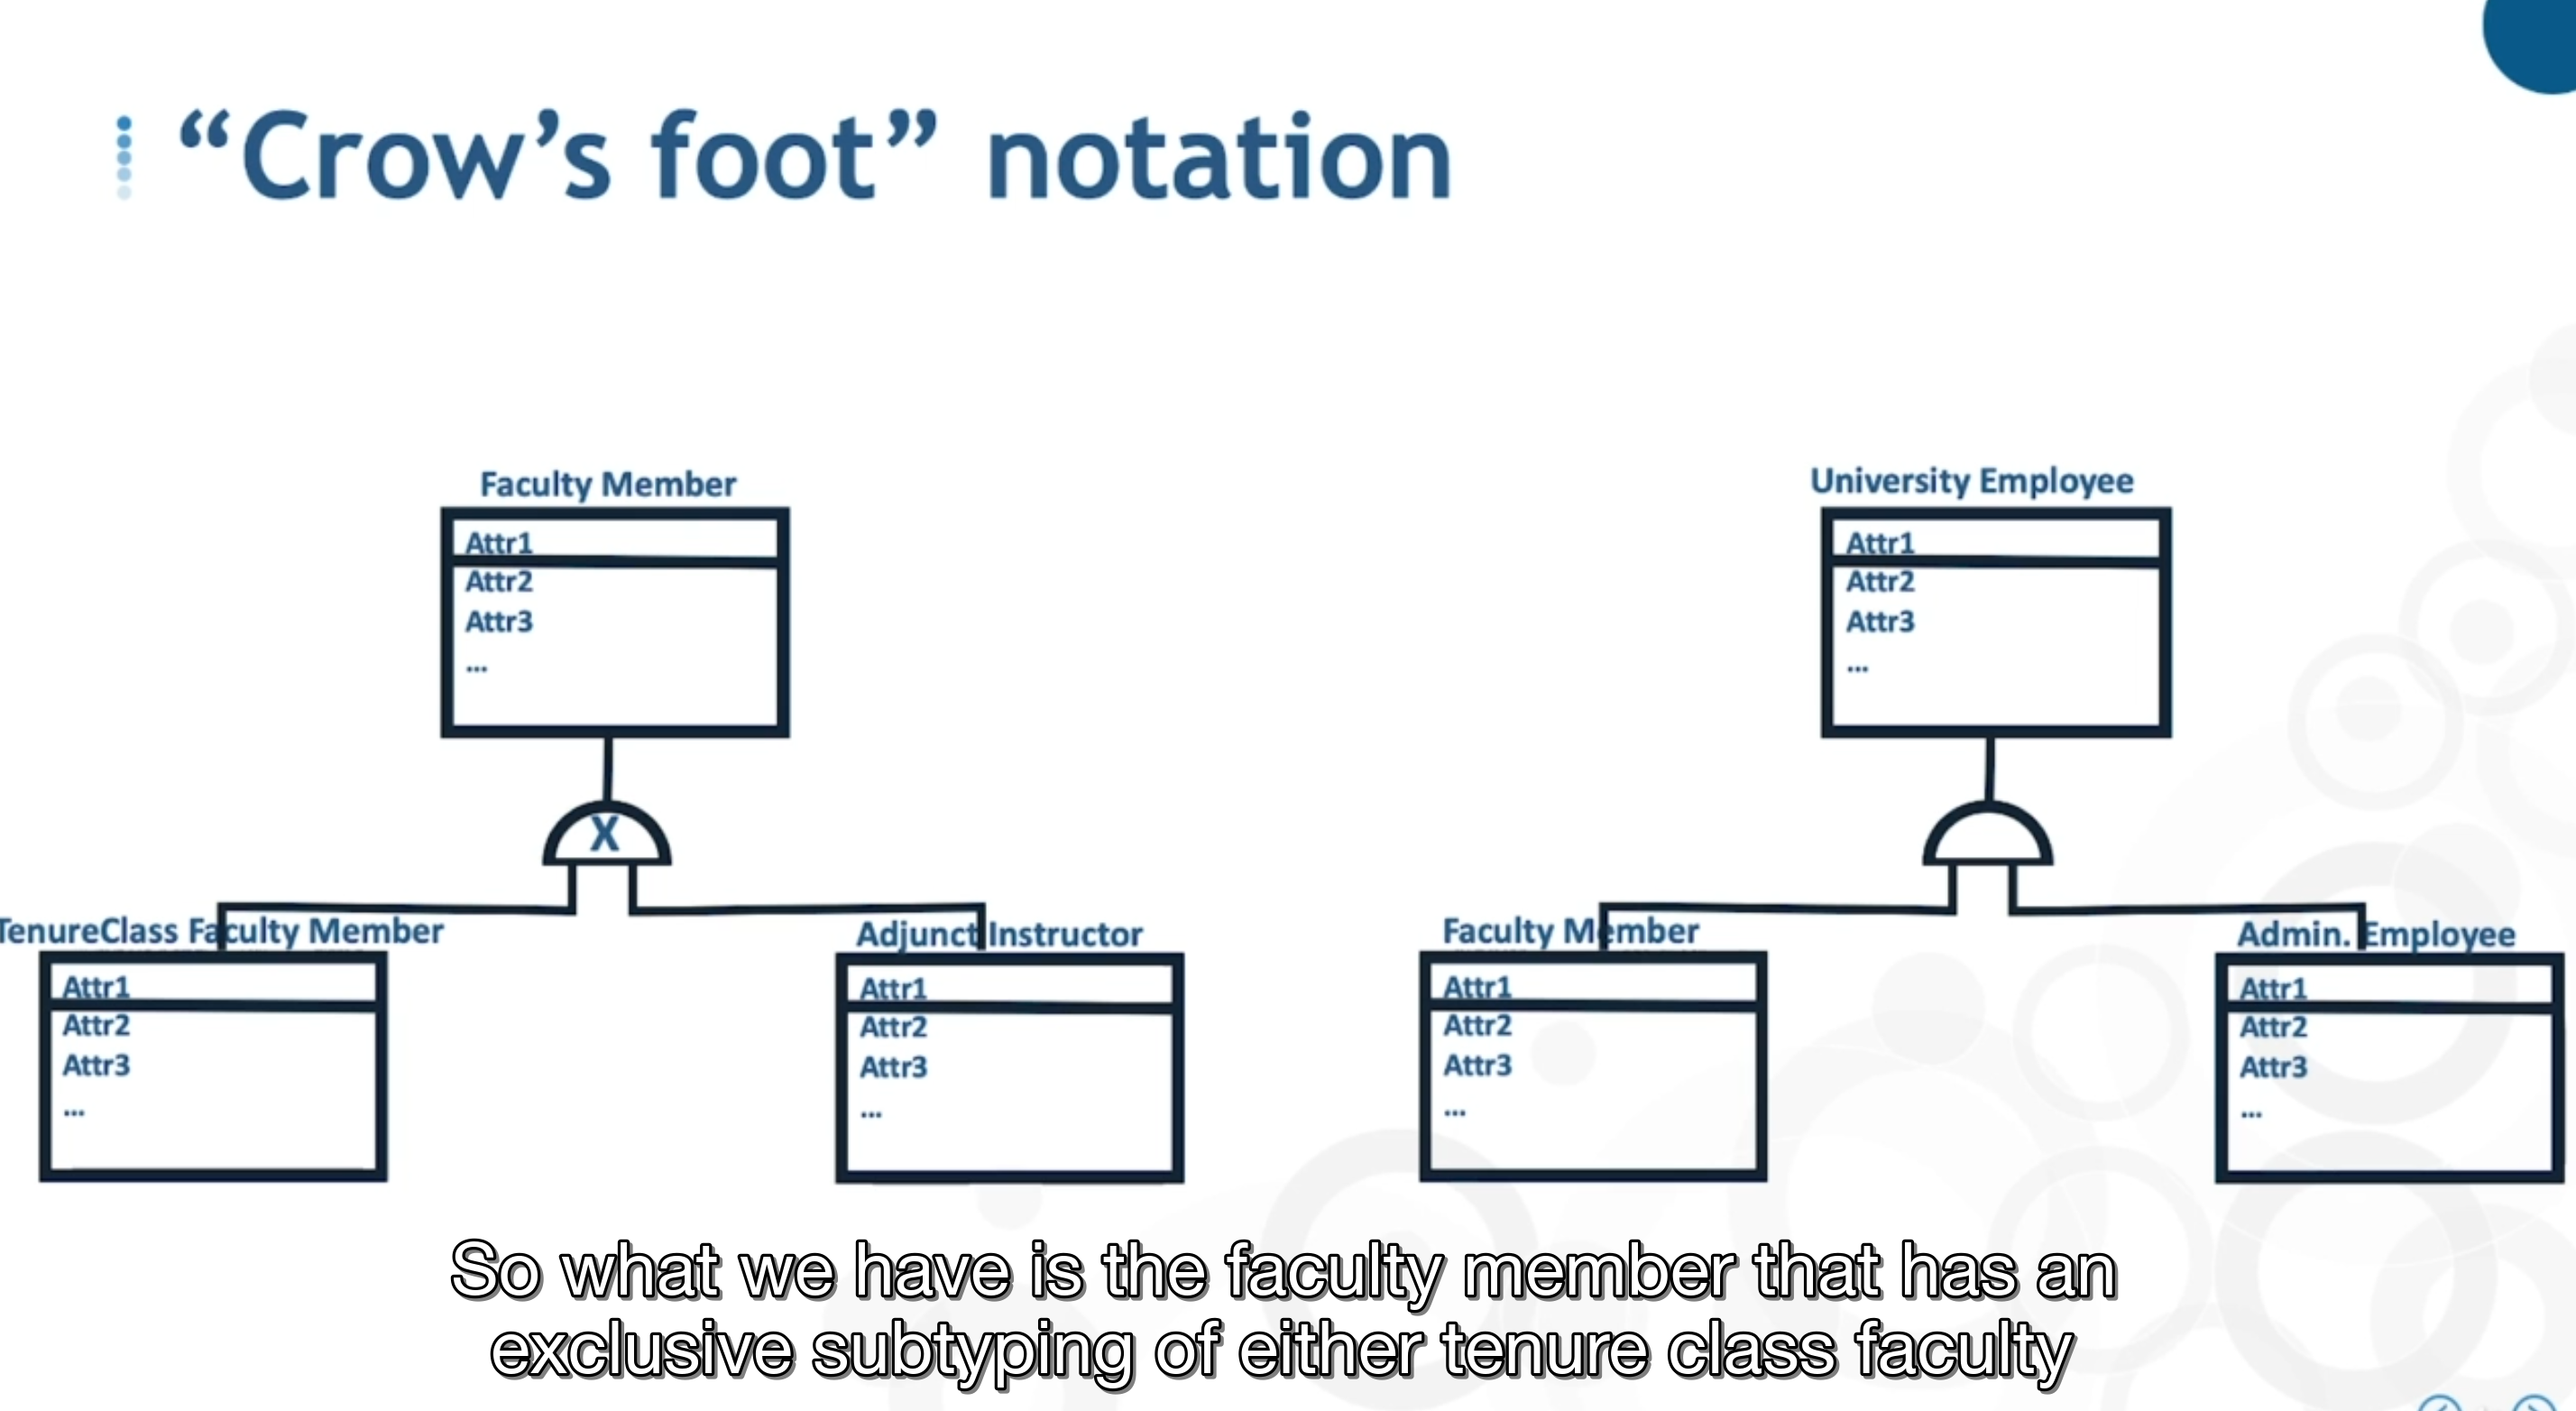 “Crow’s foot” notation
Faculty Member
Attr1
Attr2
Attr3
...
X
TenureClass Faculty Member
Attr1
Attr2
Attr3
...
Adjunct Instructor
Attr1
Attr2
Attr3
...
University Employee
Attr1
Attr2
Attr3
...
Faculty Member
Attr1
Attr2
Attr3
...
Admin. Employee
Attr1
Attr2
Attr3
...
So what we have is the faculty member that has an
exclusive subtyping of either tenure class faculty